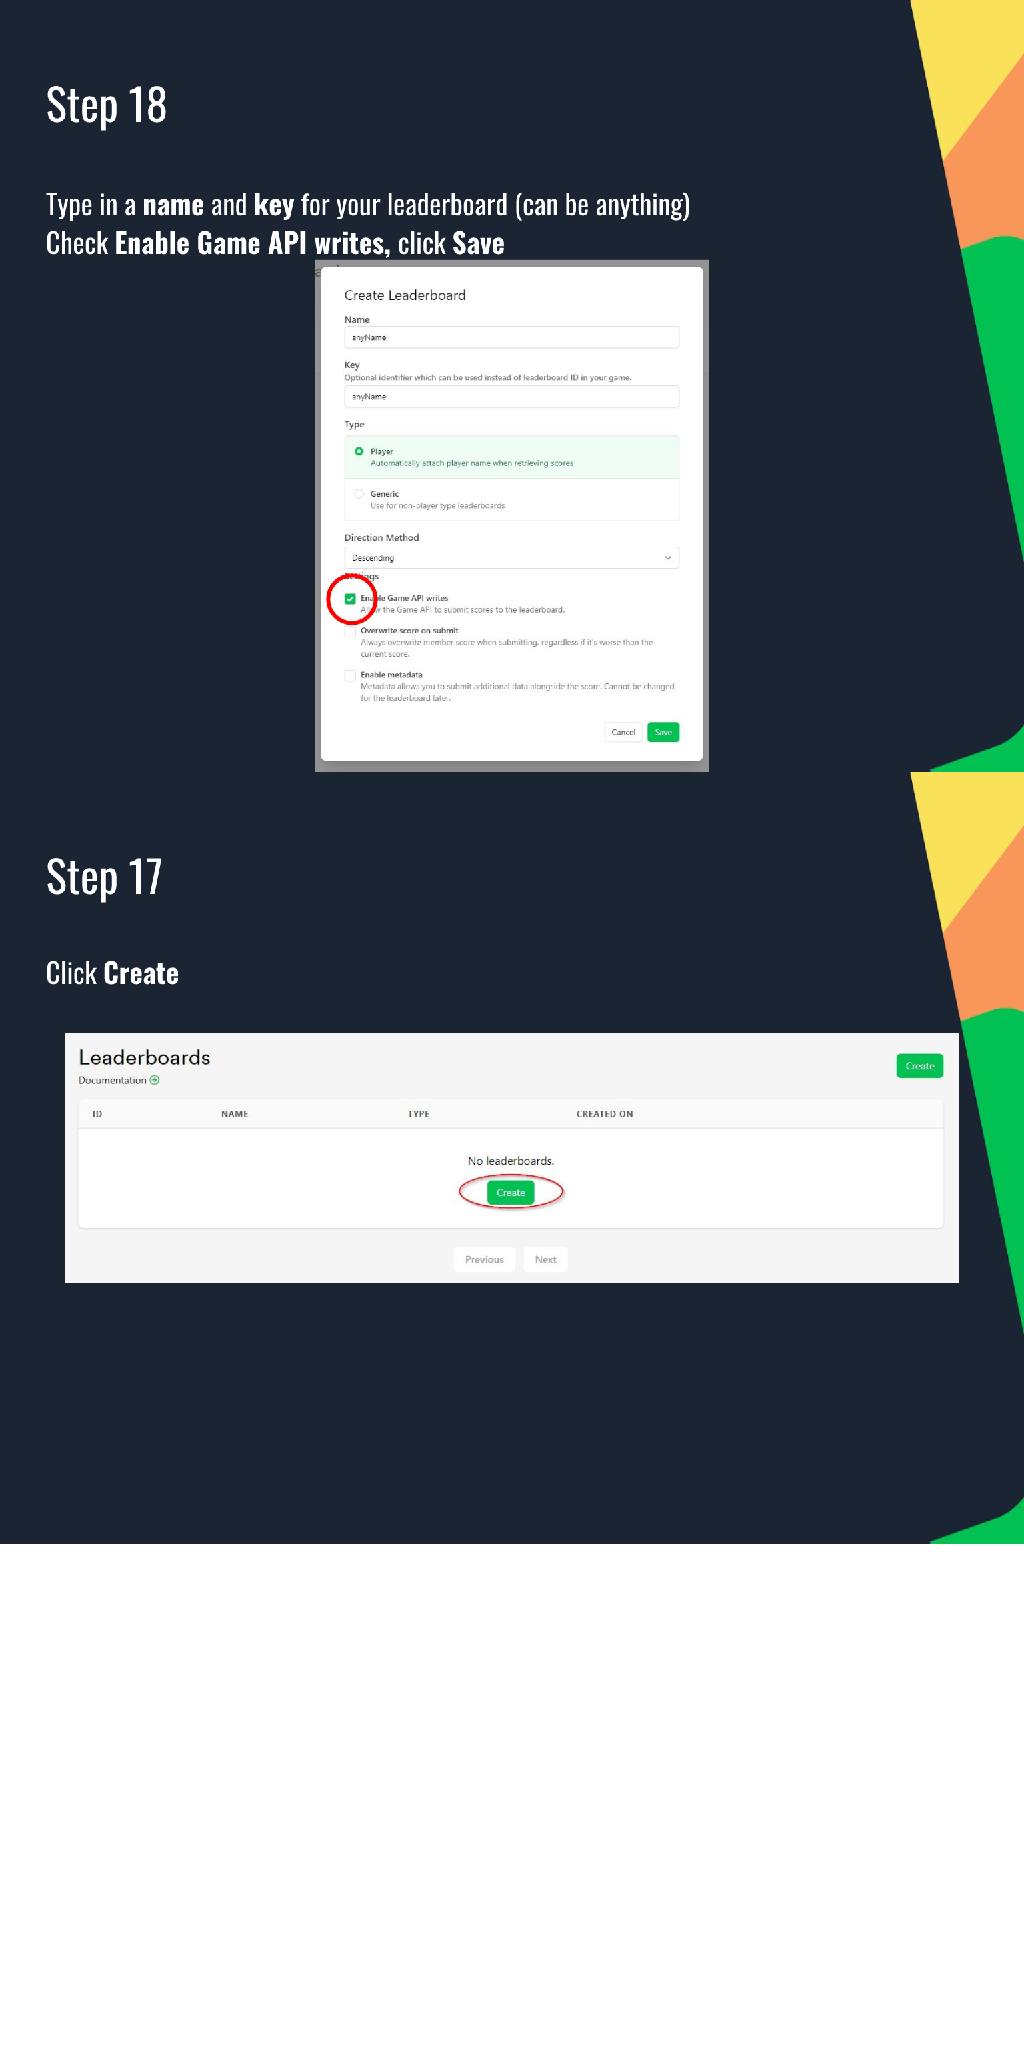 Step 18
Type in a name and key for your leaderboard (can be anything)
Check Enable Game API writes, click Save
Create Leaderboard
Name
anyName
Key
Optional identifier which can be used instead of leaderboard ID in your game.
anyName
Type
Player
Automatically attach player name when retrieving scores
Generic
Use for non-player type leaderboards
Direction Method
Descending
Settings
Enable Game API writes
Allow the Game API to submit scores to the leaderboard.
Overwrite score on submit
Always overwrite member score when submitting, regardless if it's worse than the
current score.
Enable metadata
Metadata allows you to submit additional data alongside the score. Cannot be changed
for the leaderboard later.
Cancel Save
Step 17
Click Create
Leaderboards
Create
Documentation
ID NAME TYPE CREATED ON
No leaderboards.
Create
Previous Next